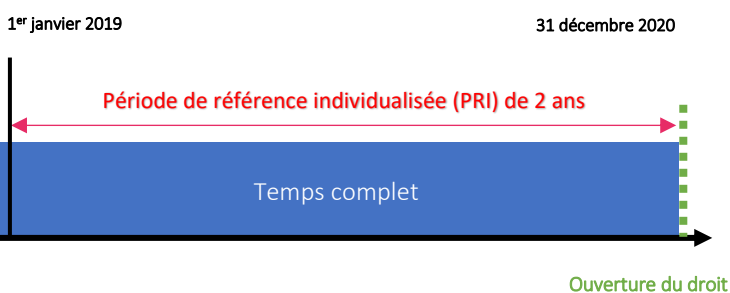 1er janvier 2019
31 décembre 2020
Période de référence individualisée (PRI) de 2 ans
Temps complet
Ouverture du droit